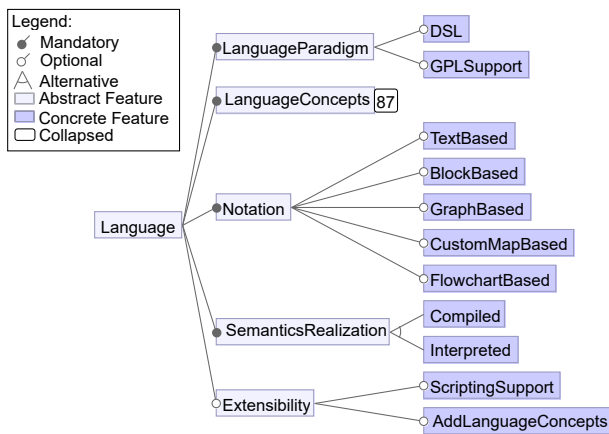 Legend:
Mandatory
Optional
Alternative
Abstract Feature
Concrete Feature
Collapsed
Language
LanguageParadigm
DSL
GPLSupport
LanguageConcepts 87
Notation
TextBased
BlockBased
GraphBased
CustomMapBased
FlowchartBased
SemanticsRealization
Compiled
Interpreted
Extensibility
ScriptingSupport
AddLanguageConcepts